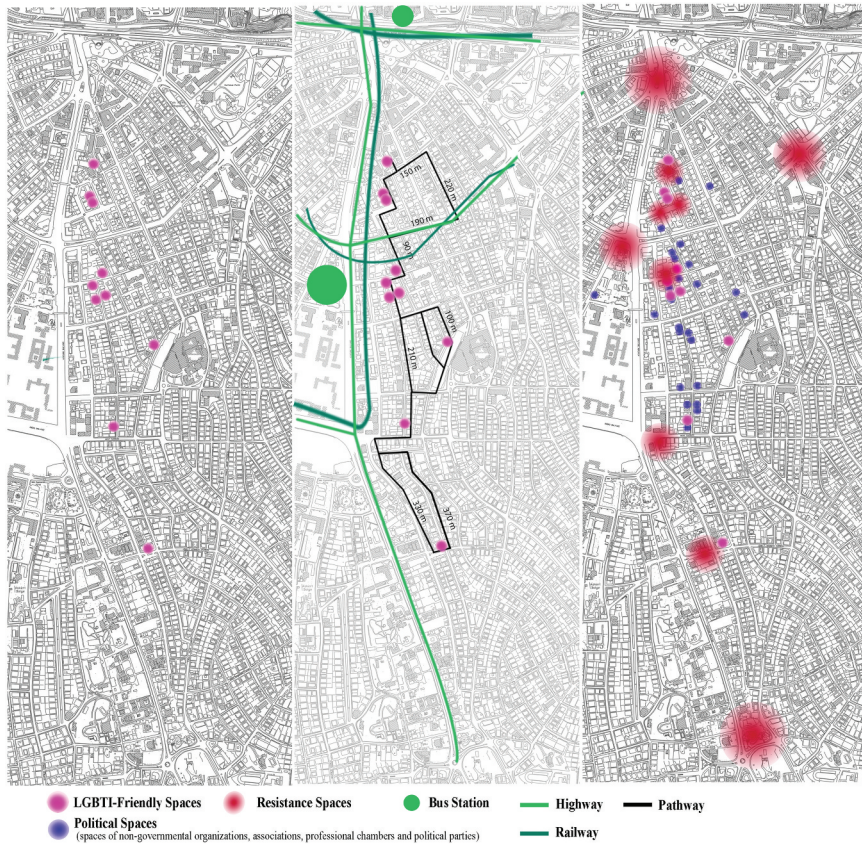 150 m.
220 m.
190 m
90 m
100 m.
210 m
330 m
370 m
LGBTI-Friendly Spaces
Resistance Spaces
Bus Station
Highway
Pathway
Political Spaces
(spaces of non-governmental organizations, associations, professional chambers and political parties)
Railway